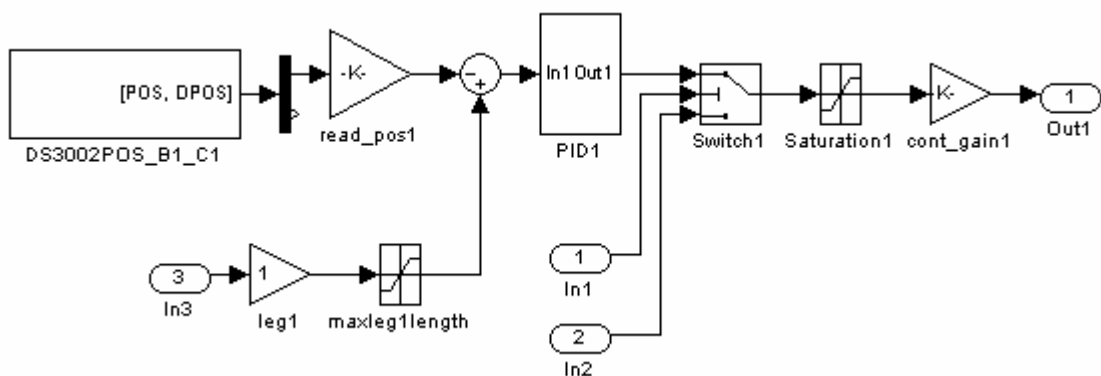 [POS, DPOS]
DS3002POS_B1_C1
-K-
read_pos1
In1 Out1
PID1
Switch1
Saturation1
K-
cont_gain1
1
Out1
3
In3
1
leg1
maxleg1length
1
In1
2
In2